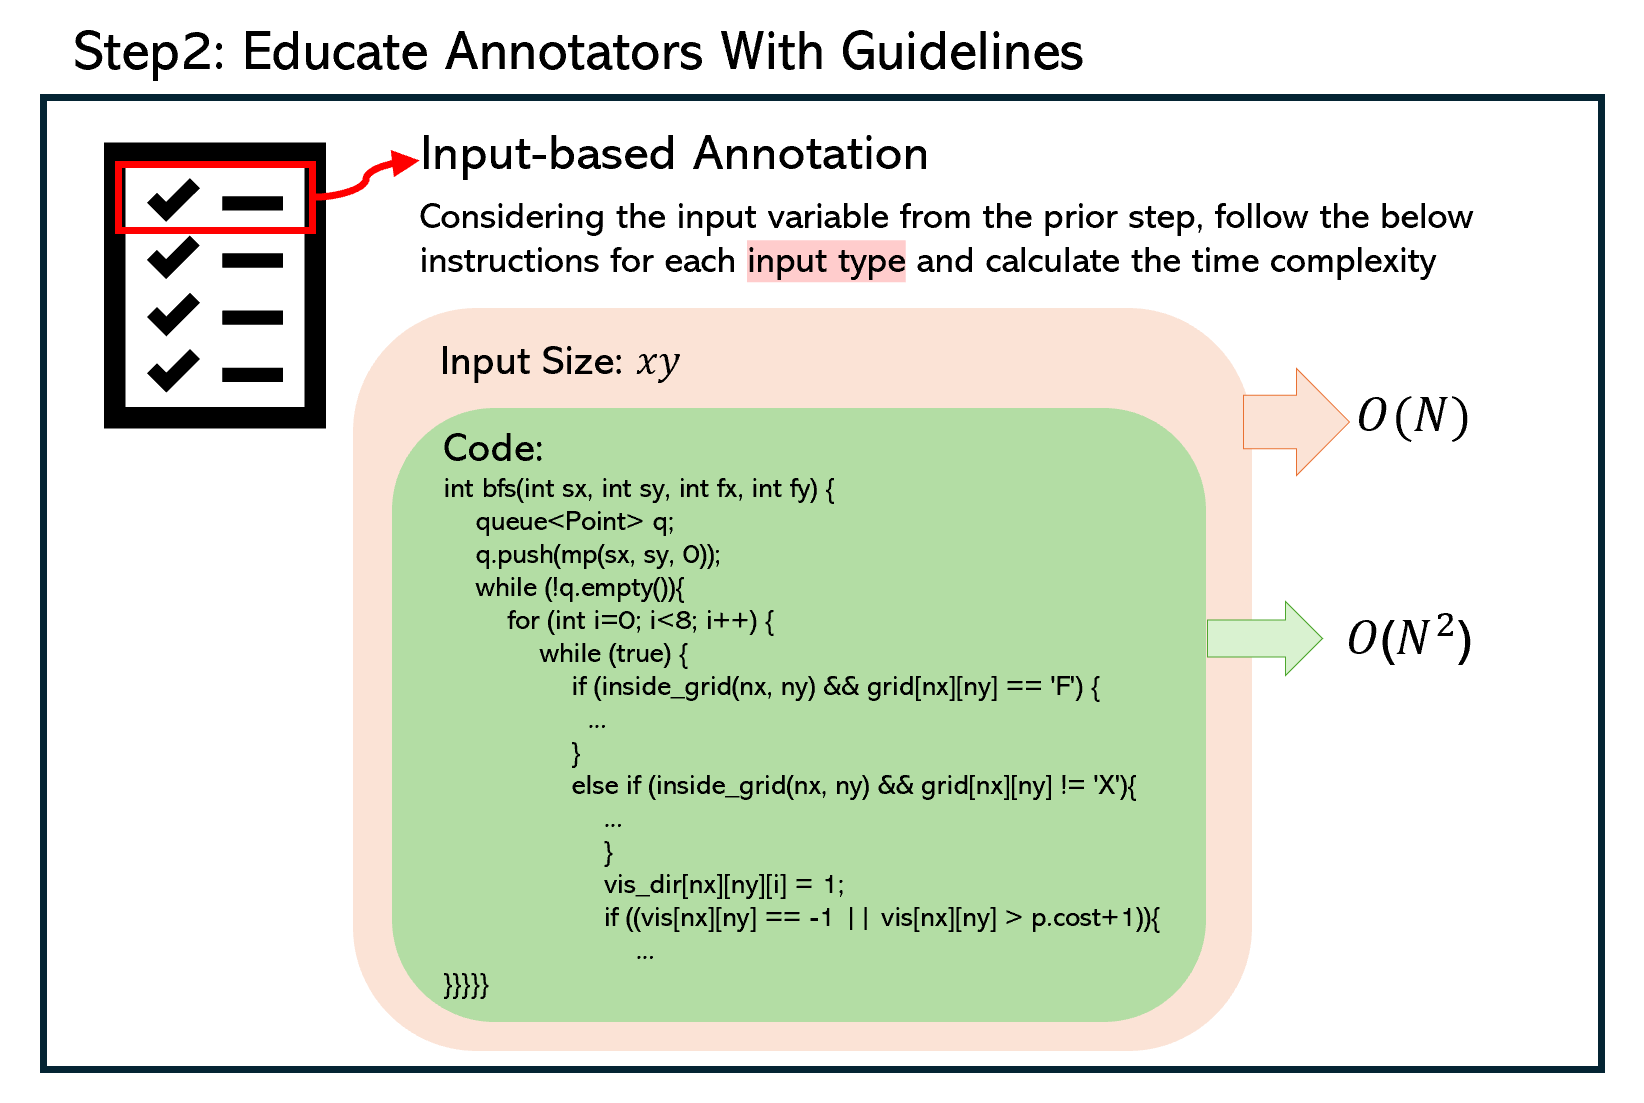 Step2: Educate Annotators With Guidelines
Input-based Annotation
Considering the input variable from the prior step, follow the below
instructions for each input type and calculate the time complexity
Input Size: xy
O(N)
Code:
int bfs(int sx, int sy, int fx, int fy) {
queue<Point> q;
q.push(mp(sx, sy, 0));
while (!q.empty()){
for (int i=0; i<8; i++) {
while (true) {
O(N²)
if (inside_grid(nx, ny) && grid[nx][ny] == 'F') {
...
}
else if (inside_grid(nx, ny) && grid[nx][ny] != 'X'){
...
}
vis_dir[nx][ny][i] = 1;
if ((vis[nx][ny] == -1 || vis[nx][ny] > p.cost+1)){
...
}}}}}